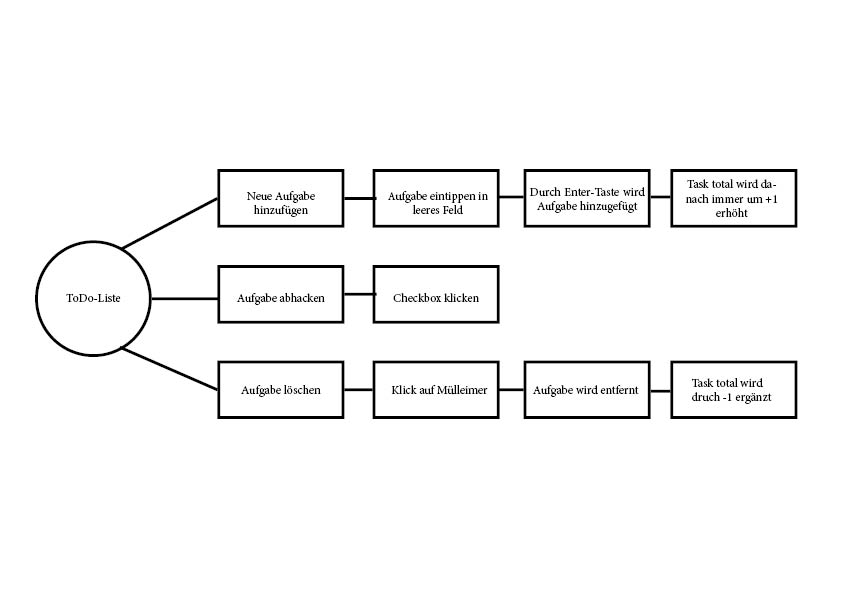 Neue Aufgabe
hinzufügen
Aufgabe eintippen in
leeres Feld
Durch Enter-Taste wird
Aufgabe hinzugefügt
Task total wird da-
nach immer um +1
erhöht
ToDo-Liste
Aufgabe abhacken
Checkbox klicken
Aufgabe löschen
Klick auf Mülleimer
Aufgabe wird entfernt
Task total wird
druch -1 ergänzt